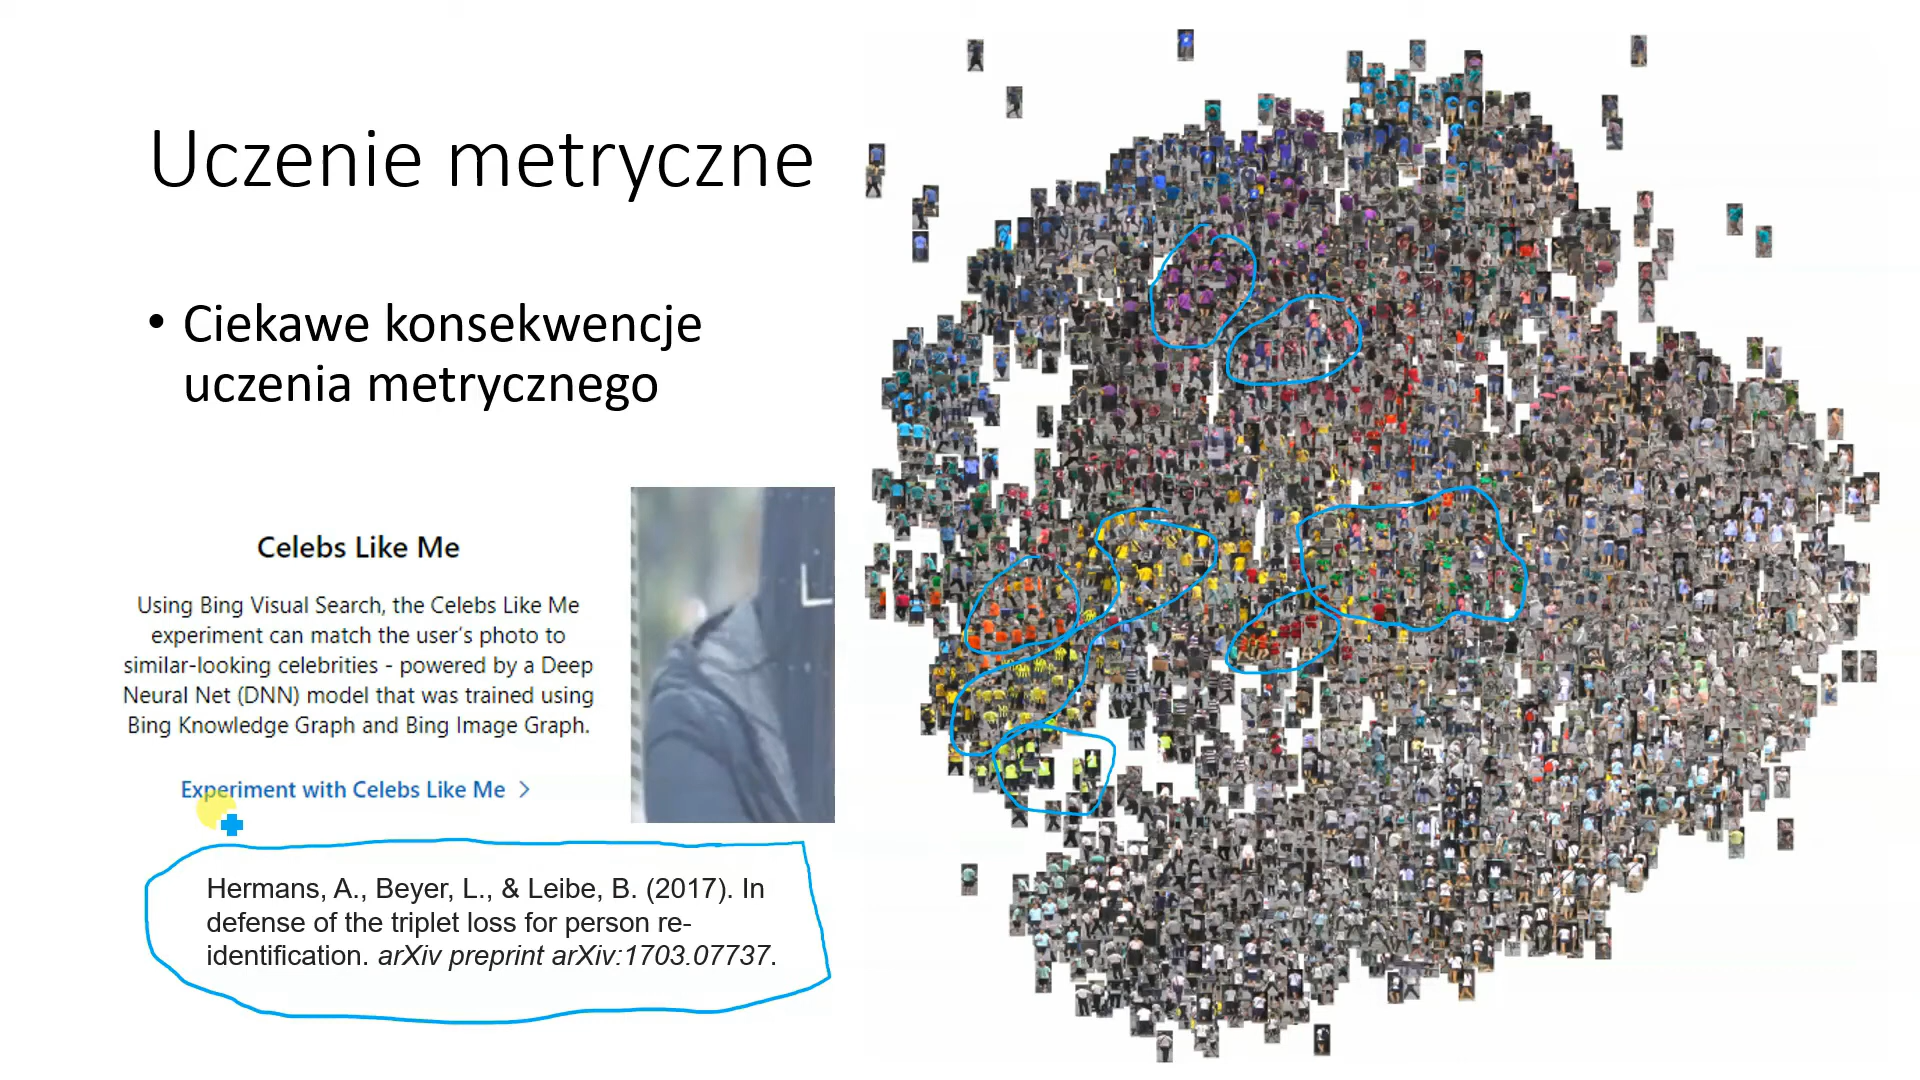 Uczenie metryczne
• Ciekawe konsekwencje
uczenia metrycznego
Celebs Like Me
Using Bing Visual Search, the Celebs Like Me
experiment can match the user's photo to
similar-looking celebrities - powered by a Deep
Neural Net (DNN) model that was trained using
Bing Knowledge Graph and Bing Image Graph.
Experiment with Celebs Like Me >
Hermans, A., Beyer, L., & Leibe, B. (2017). In
defense of the triplet loss for person re-
identification. arXiv preprint arXiv:1703.07737.